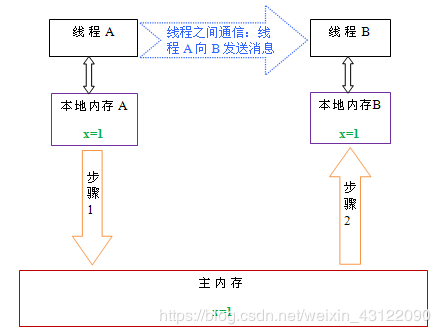 线程 A
线程之间通信：线
程 A 向 B 发送消息
线程 B
本地内存 A
x=1
本地内存B
x=1
步
骤
1
步
骤
2
主内存
x=1
https://blog.csdn.net/weixin_43122090